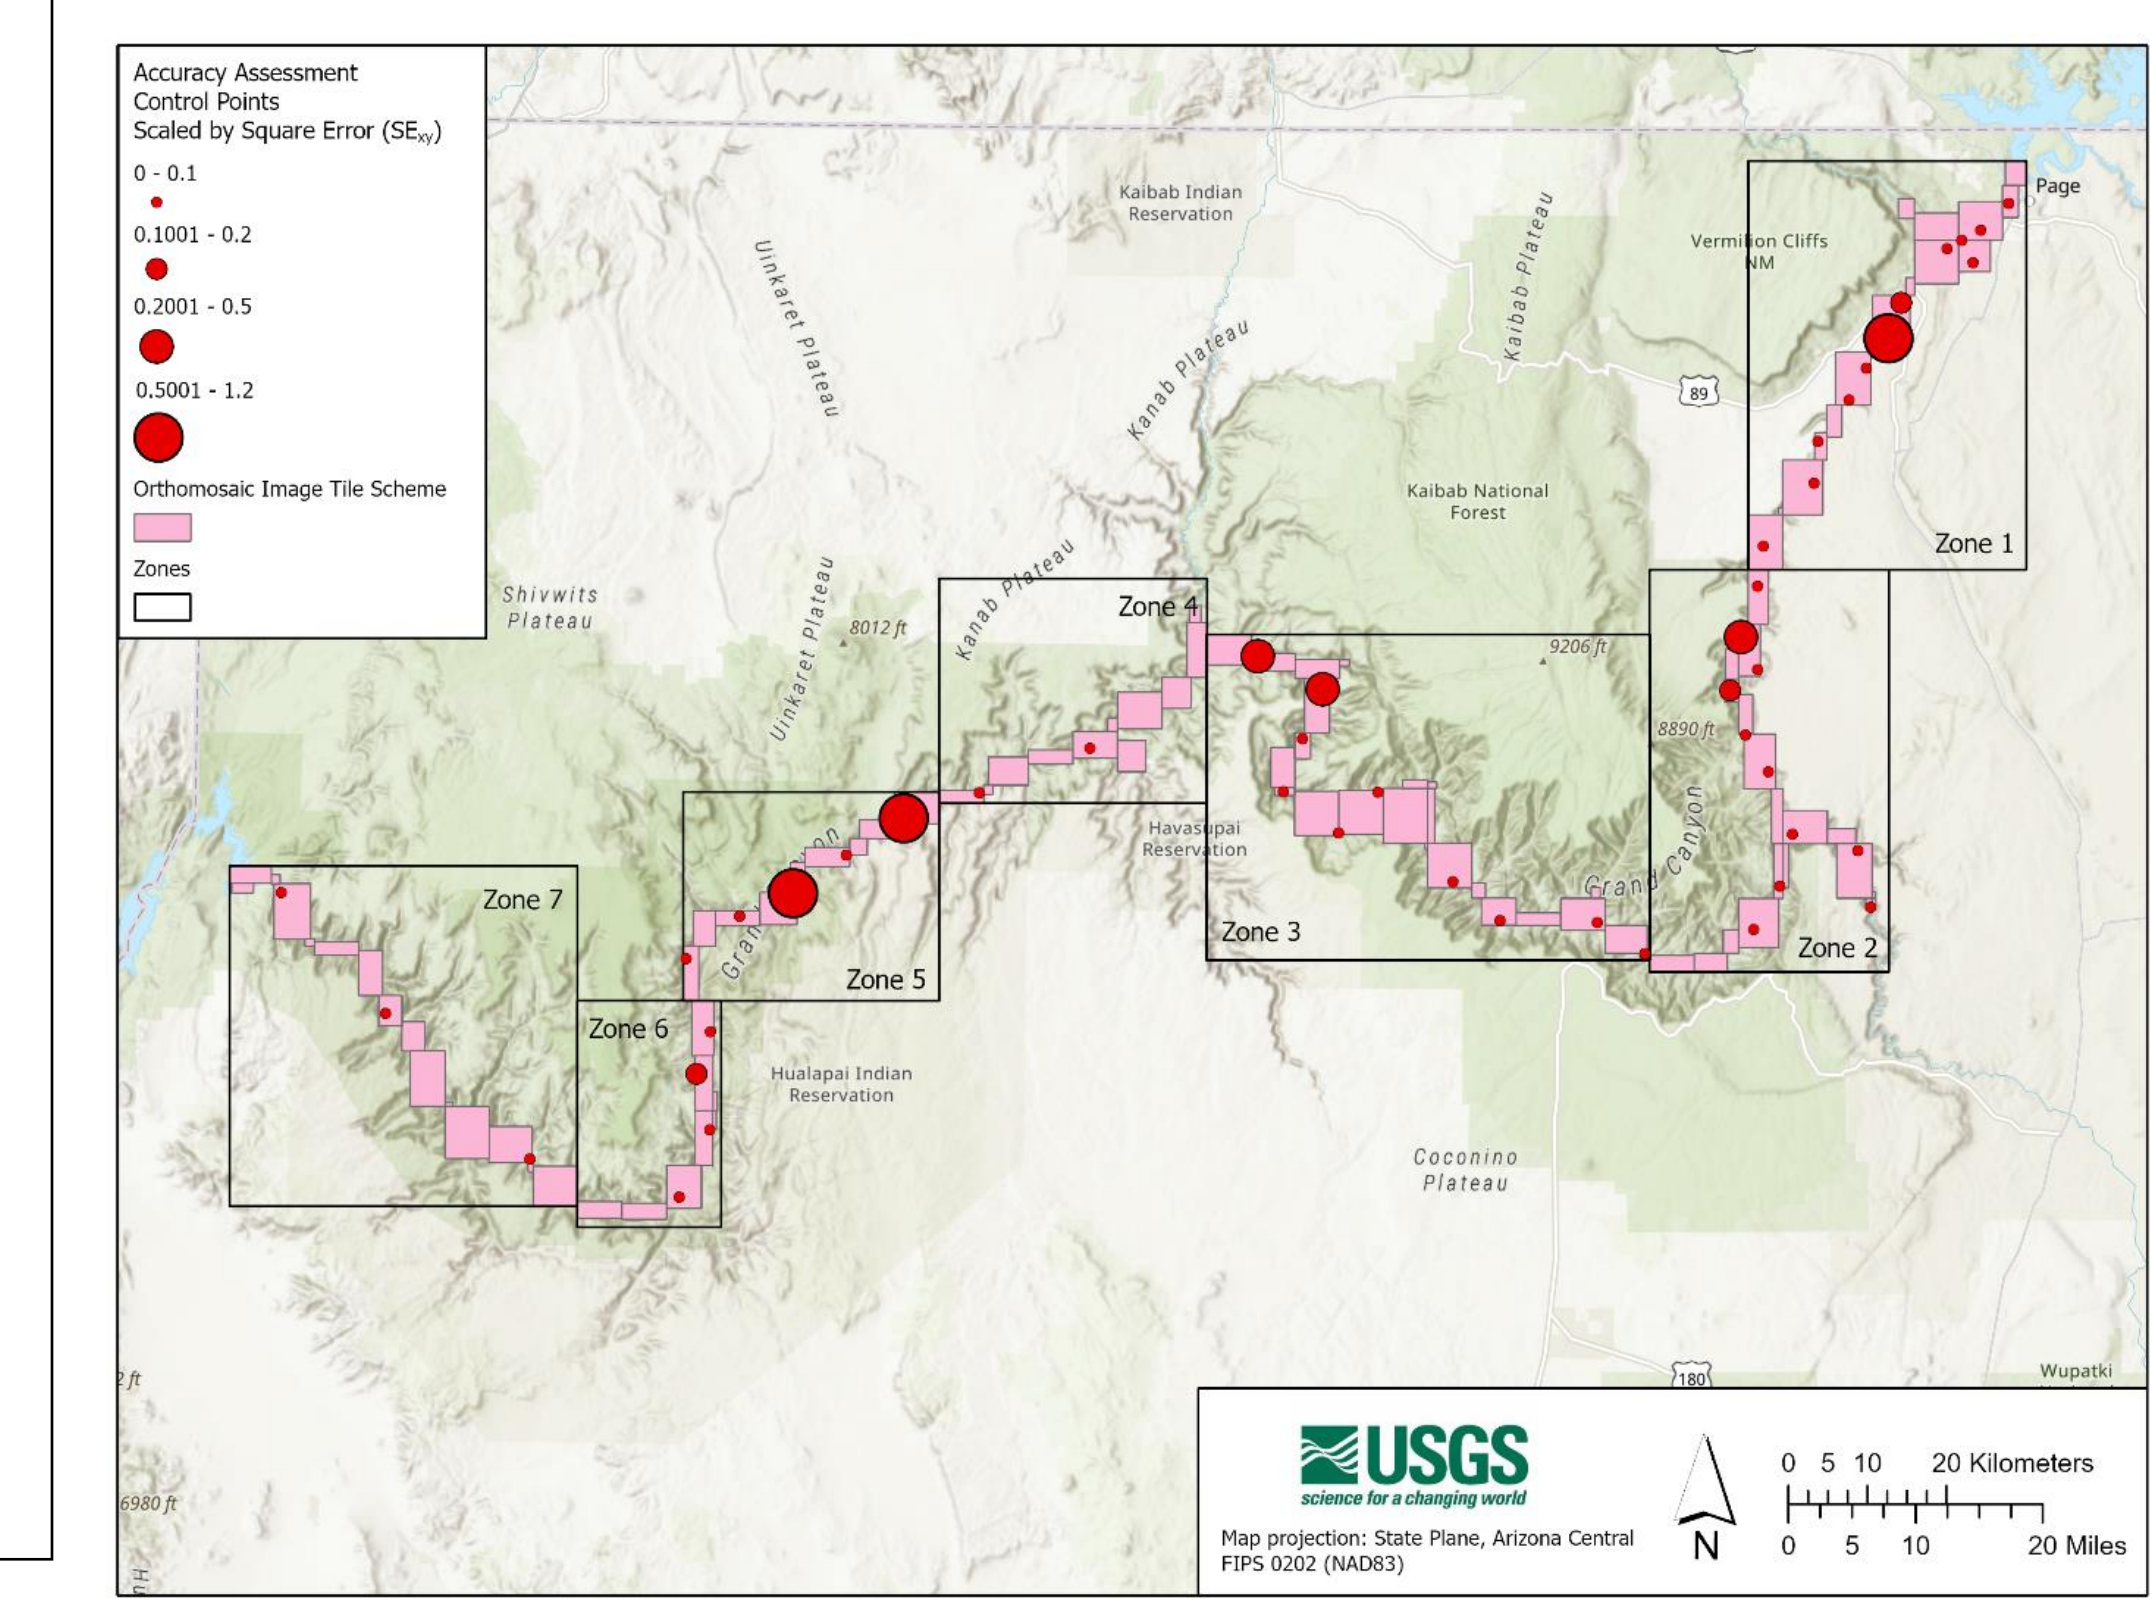 Accuracy Assessment
Control Points
Scaled by Square Error (SExy)
0 - 0.1
0.1001 - 0.2
0.2001 - 0.5
0.5001 - 1.2
Orthomosaic Image Tile Scheme
Zones
Kaibab Indian
Reservation
Page
Vermilion Cliffs
NM
Uinkaret Plateau
Kanab Plateau
Kaibab Plateau
89
Kaibab National
Forest
Zone 1
Shivwits
Plateau
Uinkaret Plateau
8012 ft
Kanab Plateau
Zone 4
9206 ft
8890 ft
Havasupai
Reservation
Grand Canyon
Zone 3
Zone 2
Grand Canyon
Zone 5
Zone 7
Zone 6
Hualapai Indian
Reservation
Coconino
Plateau
180
Wupatki
2 ft
6980 ft
USGS
science for a changing world
Map projection: State Plane, Arizona Central
FIPS 0202 (NAD83)
N
0 5 10 20 Kilometers
0 5 10 20 Miles